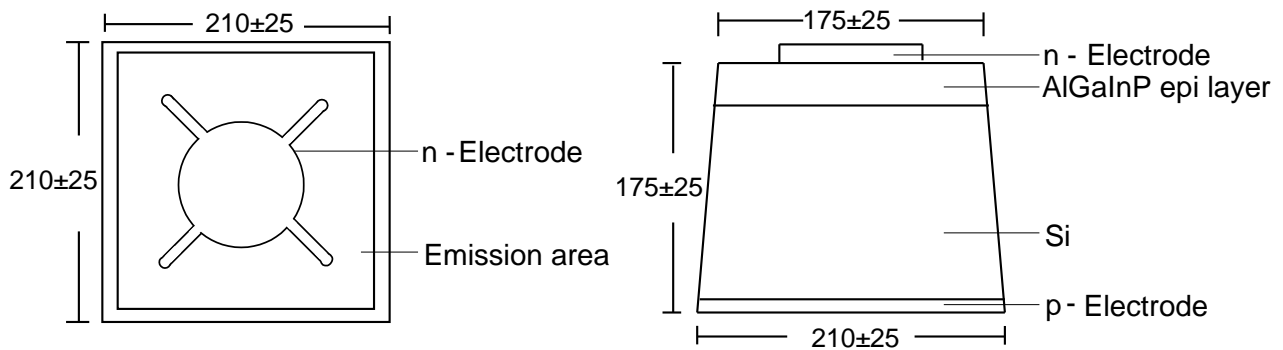 210±25
n - Electrode
210±25
Emission area
175±25
n - Electrode
AlGaInP epi layer
175±25
Si
p - Electrode
210±25